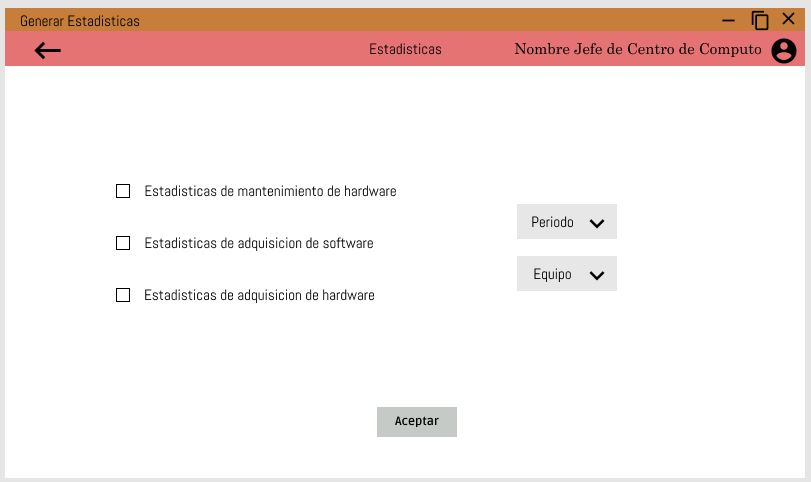 Generar Estadisticas
Estadisticas
Nombre Jefe de Centro de Computo
Estadisticas de mantenimiento de hardware
Periodo
Estadisticas de adquisicion de software
Equipo
Estadisticas de adquisicion de hardware
Aceptar